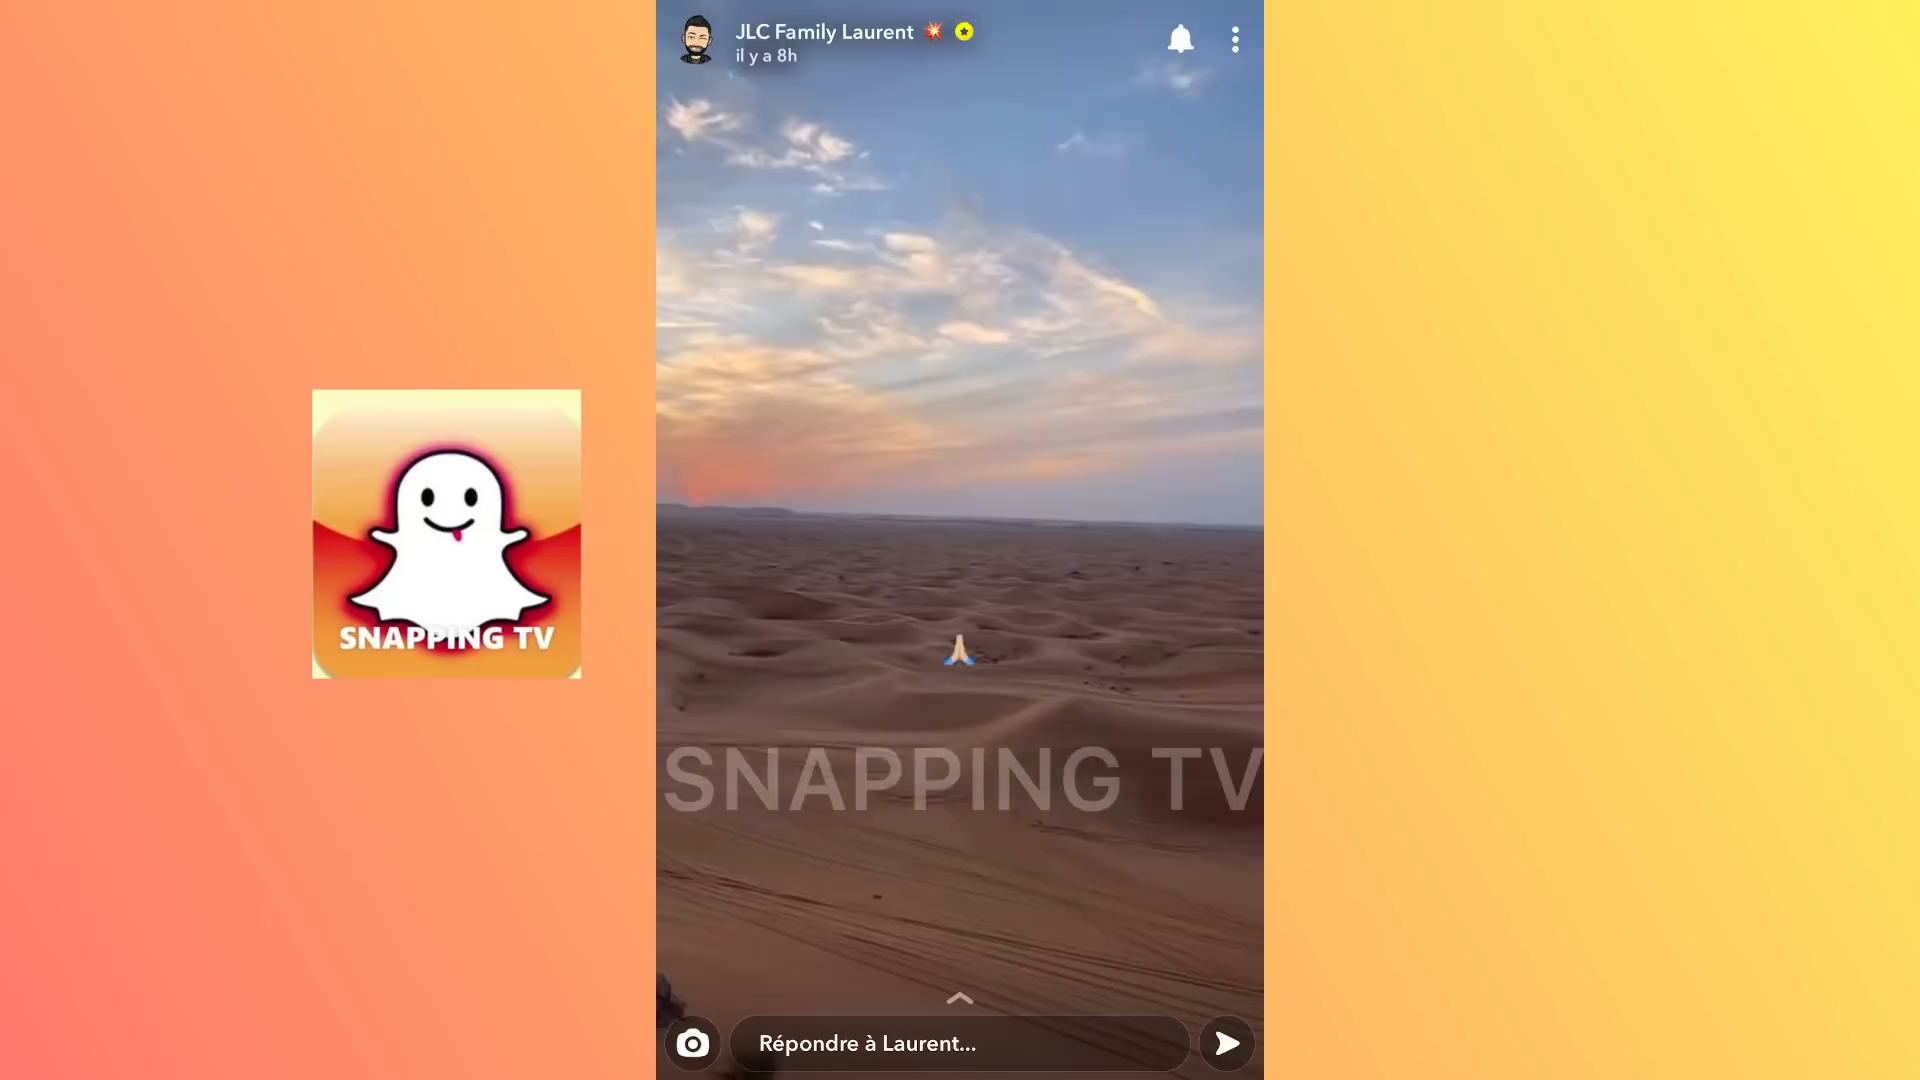 JLC Family Laurent 💥
il y a 8h
SNAPPING TV
🙏🏼
SNAPPING TV
Répondre à Laurent...